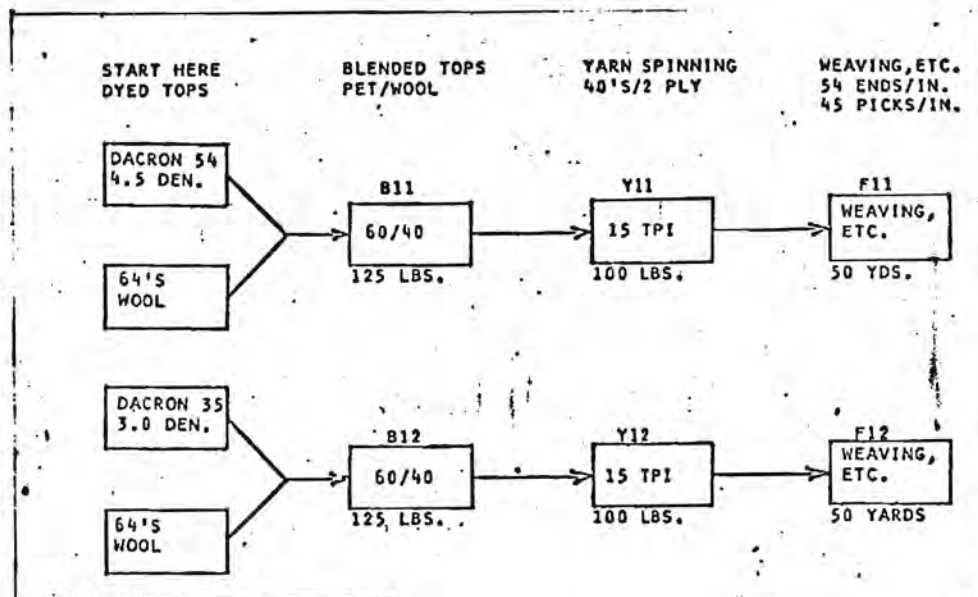 START HERE
DYED TOPS
BLENDED TOPS
PET/WOOL
YARN SPINNING
40'S/2 PLY
WEAVING,ETC.
54 ENDS/IN.
45 PICKS/IN.
DACRON 54
4.5 DEN.
64'S
WOOL
B11
60/40
125 LBS.
Y11
15 TPI
100 LBS.
F11
WEAVING,
ETC.
50 YDS.
DACRON 35
3.0 DEN.
64'S
WOOL
B12
60/40
125 LBS.
Y12
15 TPI
100 LBS.
F12
WEAVING,
ETC.
50 YARDS